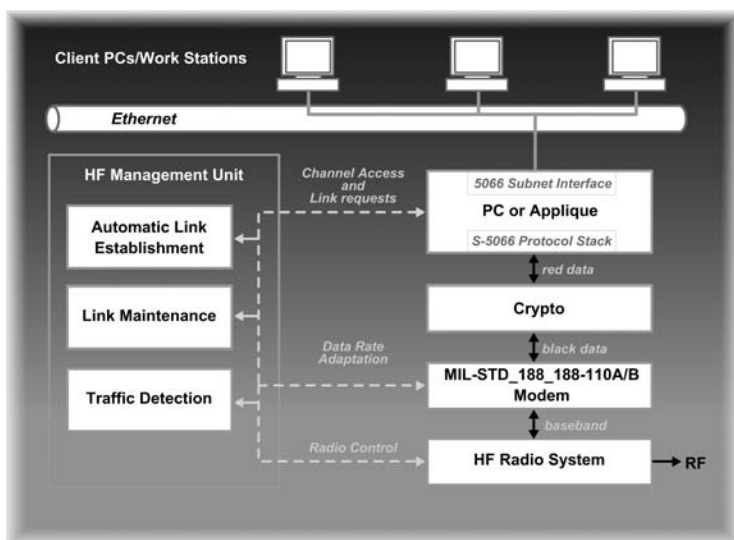 Client PCs/Work Stations
Ethernet
HF Management Unit
Automatic Link
Establishment
Link Maintenance
Traffic Detection
Channel Access
and
Link requests
Data Rate
Adaptation
Radio Control
5066 Subnet Interface
PC or Applique
S-5066 Protocol Stack
red data
Crypto
black data
MIL-STD_188_188-110A/B
Modem
baseband
HF Radio System
RF